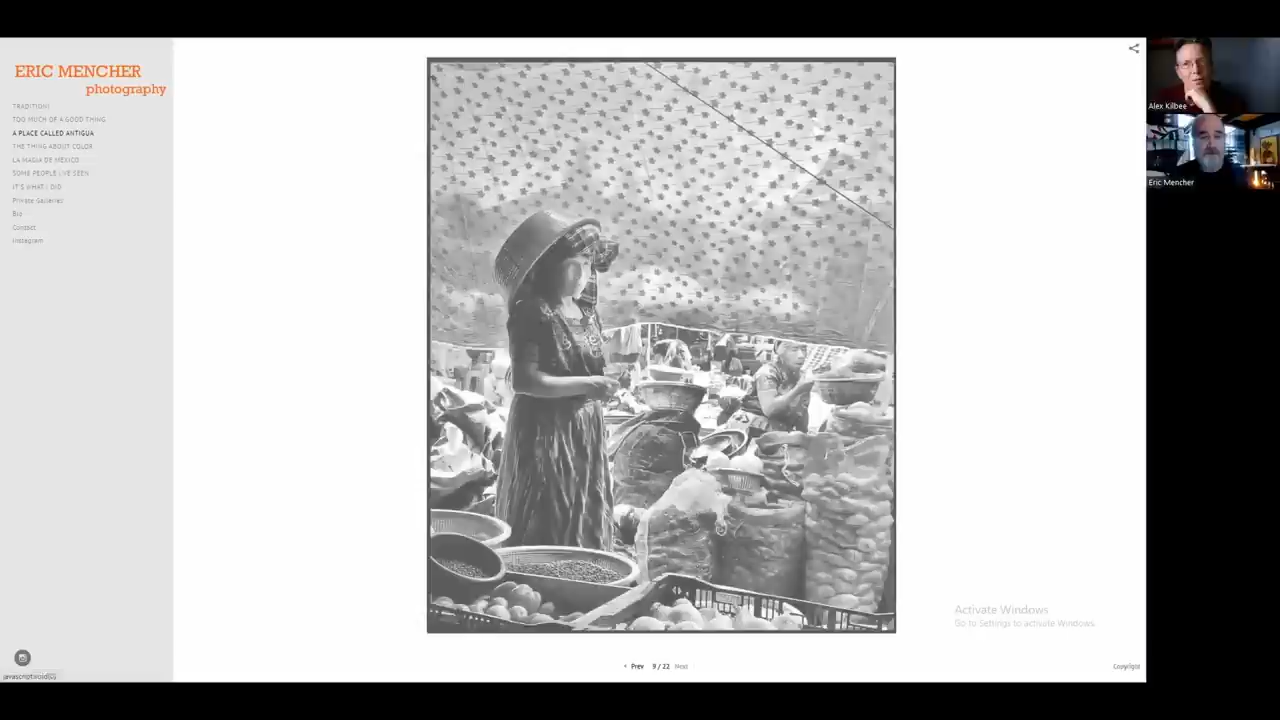 ERIC MENCHER
photography
TRADITION!
TOO MUCH OF A GOOD THING
A PLACE CALLED ANTIGUA
THE THING ABOUT COLOR
LA MAGIA DE MEXICO
SOME PEOPLE I'VE SEEN
IT'S WHAT I DID
Private Galleries
Bio
Contact
Instagram
Alex Kilbee
Eric Mencher
Activate Windows
Go to Settings to activate Windows.
Prev 9 / 22 Next
Copyright